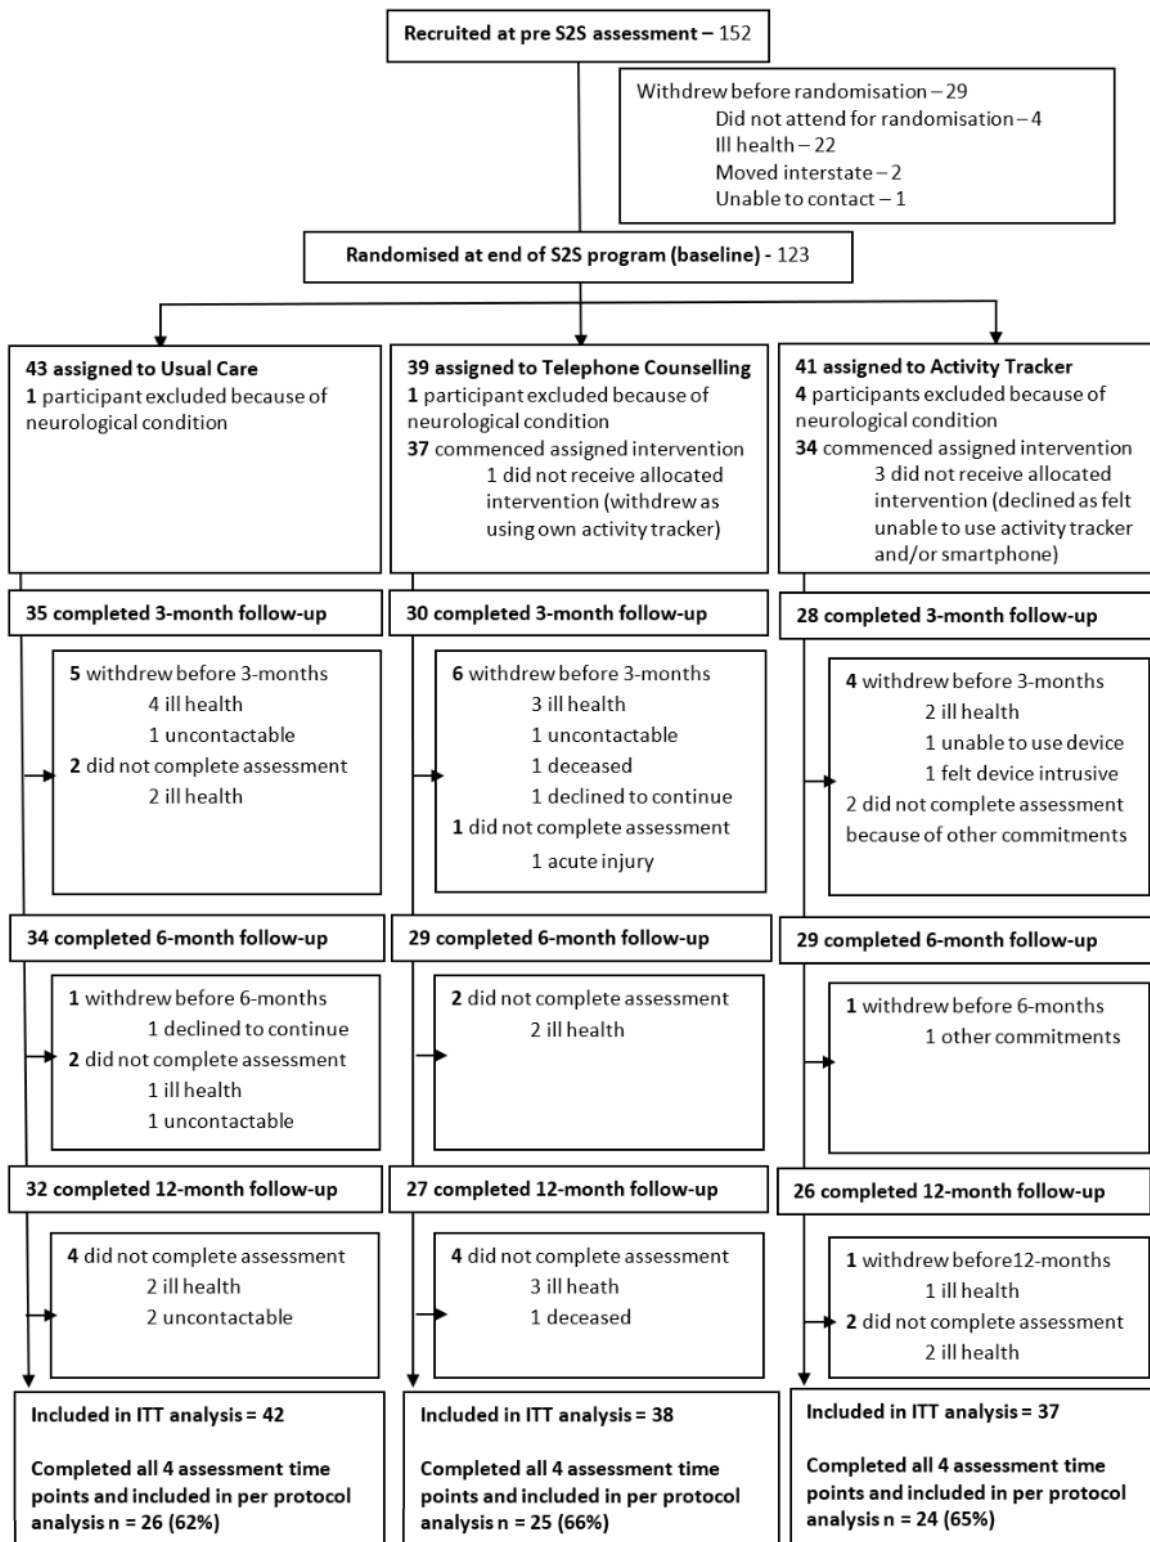 Recruited at pre S2S assessment – 152
Withdrew before randomisation – 29
Did not attend for randomisation – 4
Ill health – 22
Moved interstate – 2
Unable to contact – 1
Randomised at end of S2S program (baseline) - 123
43 assigned to Usual Care
1 participant excluded because of
neurological condition
39 assigned to Telephone Counselling
1 participant excluded because of
neurological condition
37 commenced assigned intervention
1 did not receive allocated
intervention (withdrew as
using own activity tracker)
41 assigned to Activity Tracker
4 participants excluded because of
neurological condition
34 commenced assigned intervention
3 did not receive allocated
intervention (declined as felt
unable to use activity tracker
and/or smartphone)
35 completed 3-month follow-up
30 completed 3-month follow-up
28 completed 3-month follow-up
5 withdrew before 3-months
4 ill health
1 uncontactable
2 did not complete assessment
2 ill health
6 withdrew before 3-months
3 ill health
1 uncontactable
1 deceased
1 declined to continue
1 did not complete assessment
1 acute injury
4 withdrew before 3-months
2 ill health
1 unable to use device
1 felt device intrusive
2 did not complete assessment
because of other commitments
34 completed 6-month follow-up
29 completed 6-month follow-up
29 completed 6-month follow-up
1 withdrew before 6-months
1 declined to continue
2 did not complete assessment
1 ill health
1 uncontactable
2 did not complete assessment
2 ill health
1 withdrew before 6-months
1 other commitments
32 completed 12-month follow-up
27 completed 12-month follow-up
26 completed 12-month follow-up
4 did not complete assessment
2 ill health
2 uncontactable
4 did not complete assessment
3 ill heath
1 deceased
1 withdrew before12-months
1 ill health
2 did not complete assessment
2 ill health
Included in ITT analysis = 42
Completed all 4 assessment time
points and included in per protocol
analysis n = 26 (62%)
Included in ITT analysis = 38
Completed all 4 assessment time
points and included in per protocol
analysis n = 25 (66%)
Included in ITT analysis = 37
Completed all 4 assessment time
points and included in per protocol
analysis n = 24 (65%)